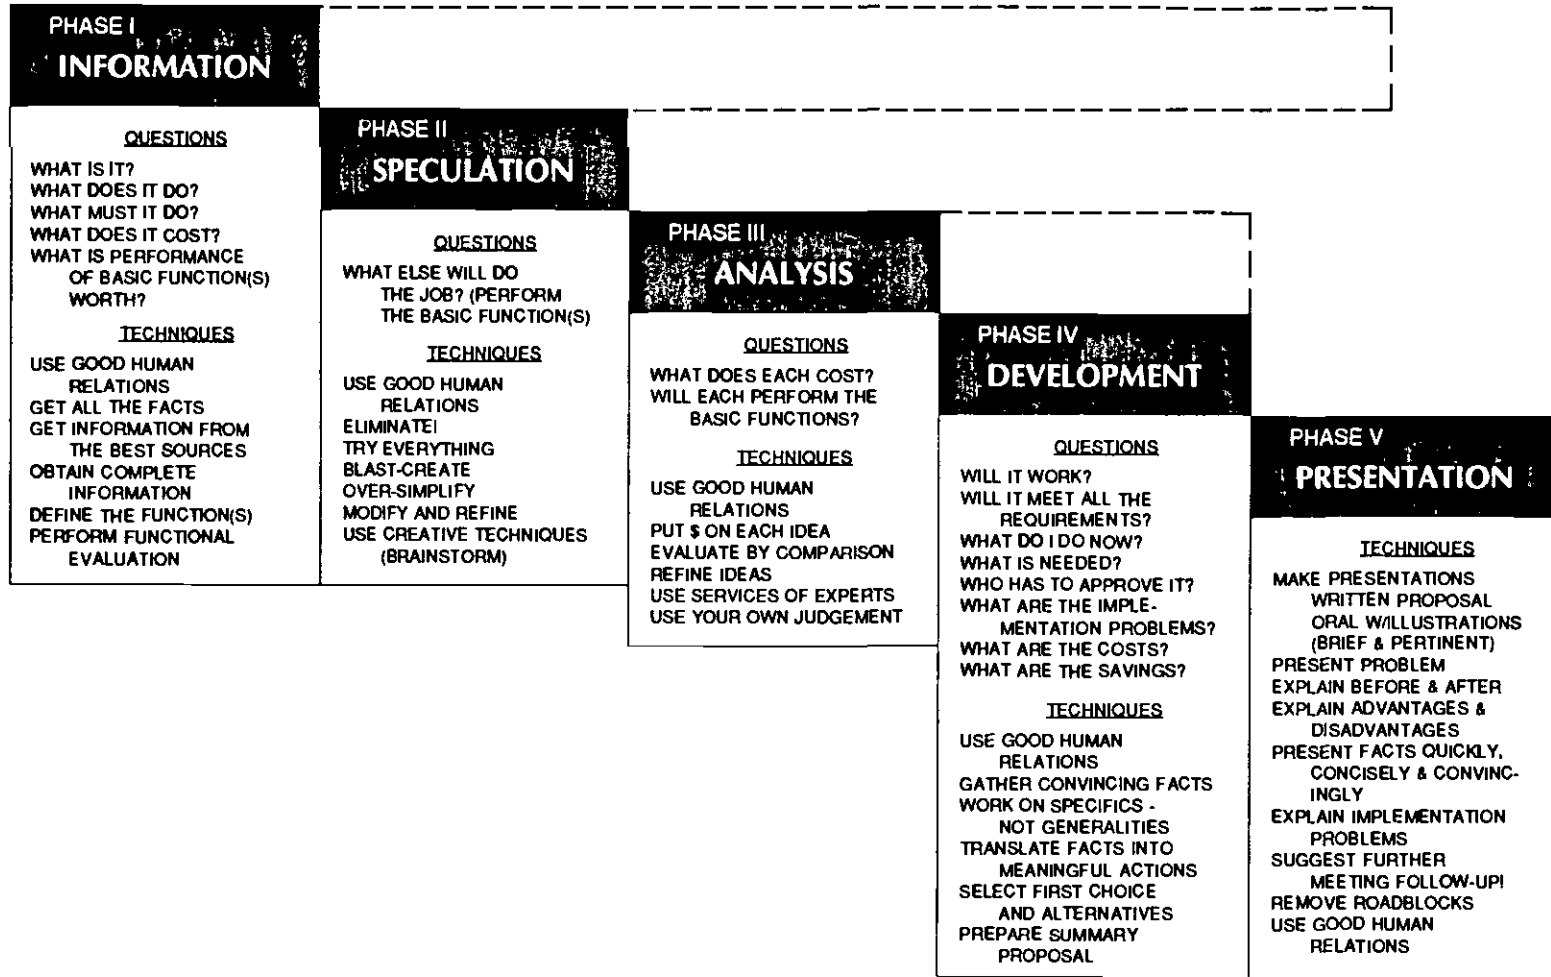 PHASE I
INFORMATION
QUESTIONS
WHAT IS IT?
WHAT DOES IT DO?
WHAT MUST IT DO?
WHAT DOES IT COST?
WHAT IS PERFORMANCE
OF BASIC FUNCTION(S)
WORTH?
TECHNIQUES
USE GOOD HUMAN
RELATIONS
GET ALL THE FACTS
GET INFORMATION FROM
THE BEST SOURCES
OBTAIN COMPLETE
INFORMATION
DEFINE THE FUNCTION(S)
PERFORM FUNCTIONAL
EVALUATION
PHASE II
SPECULATION
QUESTIONS
WHAT ELSE WILL DO
THE JOB? (PERFORM
THE BASIC FUNCTION(S)
TECHNIQUES
USE GOOD HUMAN
RELATIONS
ELIMINATE!
TRY EVERYTHING
BLAST-CREATE
OVER-SIMPLIFY
MODIFY AND REFINE
USE CREATIVE TECHNIQUES
(BRAINSTORM)
PHASE III
ANALYSIS
QUESTIONS
WHAT DOES EACH COST?
WILL EACH PERFORM THE
BASIC FUNCTIONS?
TECHNIQUES
USE GOOD HUMAN
RELATIONS
PUT $ ON EACH IDEA
EVALUATE BY COMPARISON
REFINE IDEAS
USE SERVICES OF EXPERTS
USE YOUR OWN JUDGEMENT
PHASE IV
DEVELOPMENT
QUESTIONS
WILL IT WORK?
WILL IT MEET ALL THE
REQUIREMENTS?
WHAT DO I DO NOW?
WHAT IS NEEDED?
WHO HAS TO APPROVE IT?
WHAT ARE THE IMPLE-
MENTATION PROBLEMS?
WHAT ARE THE COSTS?
WHAT ARE THE SAVINGS?
TECHNIQUES
USE GOOD HUMAN
RELATIONS
GATHER CONVINCING FACTS
WORK ON SPECIFICS -
NOT GENERALITIES
TRANSLATE FACTS INTO
MEANINGFUL ACTIONS
SELECT FIRST CHOICE
AND ALTERNATIVES
PREPARE SUMMARY
PROPOSAL
PHASE V
PRESENTATION
TECHNIQUES
MAKE PRESENTATIONS
WRITTEN PROPOSAL
ORAL W/ILLUSTRATIONS
(BRIEF & PERTINENT)
PRESENT PROBLEM
EXPLAIN BEFORE & AFTER
EXPLAIN ADVANTAGES &
DISADVANTAGES
PRESENT FACTS QUICKLY,
CONCISELY & CONVINC-
INGLY
EXPLAIN IMPLEMENTATION
PROBLEMS
SUGGEST FURTHER
MEETING FOLLOW-UP!
REMOVE ROADBLOCKS
USE GOOD HUMAN
RELATIONS